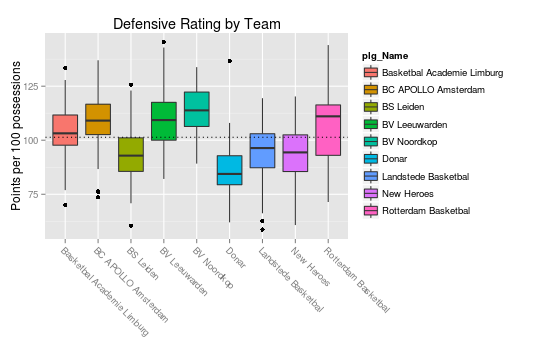 Defensive Rating by Team
Points per 100 possessions
125
100
75
Basketbal Academie Limburg
BC APOLLO Amsterdam
BS Leiden
BV Leeuwarden
BV Noordkop
Donar
Landstede Basketbal
New Heroes
Rotterdam Basketbal
plg_Name
Basketbal Academie Limburg
BC APOLLO Amsterdam
BS Leiden
BV Leeuwarden
BV Noordkop
Donar
Landstede Basketbal
New Heroes
Rotterdam Basketbal